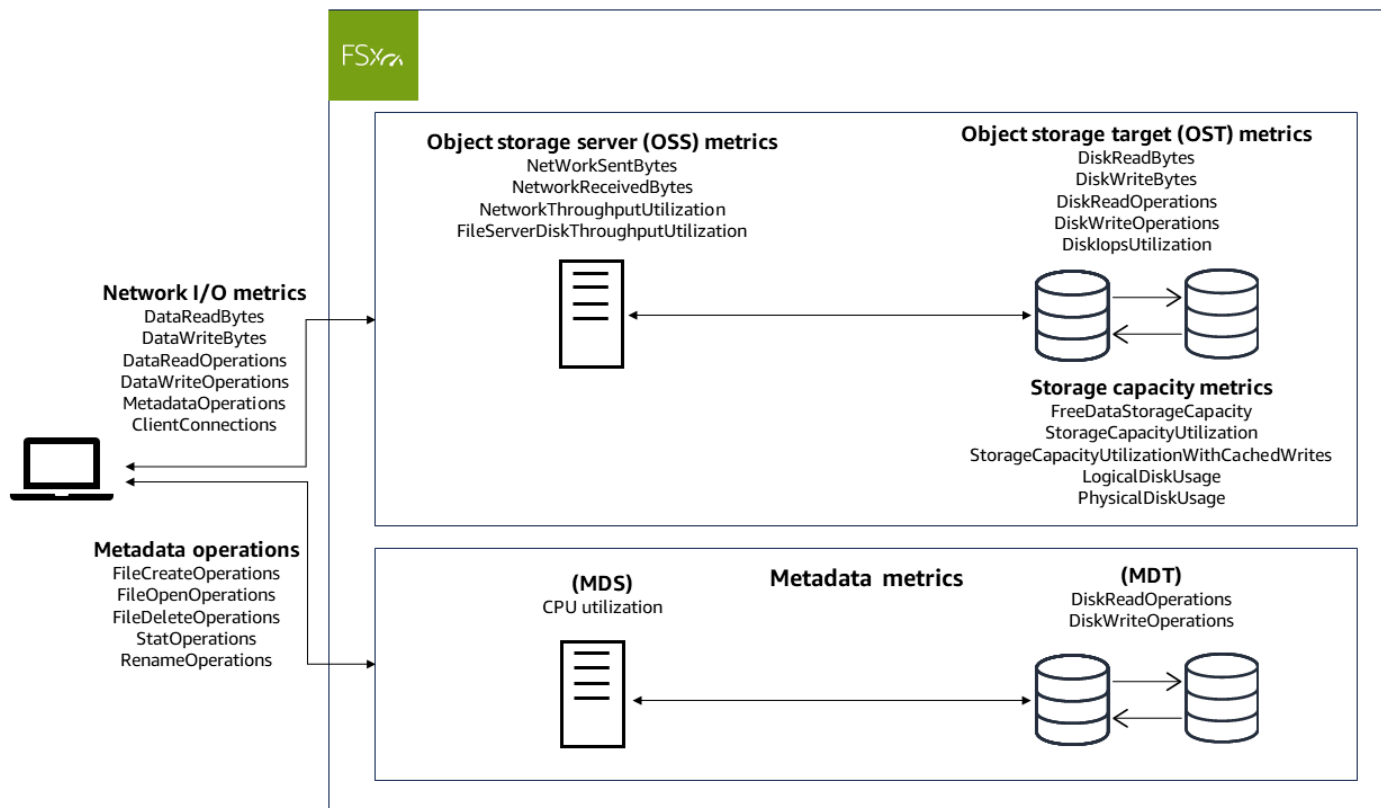 FSx
Object storage server (OSS) metrics
NetWorkSentBytes
NetworkReceivedBytes
NetworkThroughputUtilization
FileServerDiskThroughputUtilization
Object storage target (OST) metrics
DiskReadBytes
DiskWriteBytes
DiskReadOperations
DiskWriteOperations
DiskIopsUtilization
Network I/O metrics
DataReadBytes
DataWriteBytes
DataReadOperations
DataWriteOperations
MetadataOperations
ClientConnections
Storage capacity metrics
FreeDataStorageCapacity
StorageCapacityUtilization
StorageCapacityUtilizationWithCachedWrites
LogicalDiskUsage
PhysicalDiskUsage
Metadata operations
FileCreateOperations
FileOpenOperations
FileDeleteOperations
StatOperations
RenameOperations
(MDS)
CPU utilization
Metadata metrics
(MDT)
DiskReadOperations
DiskWriteOperations